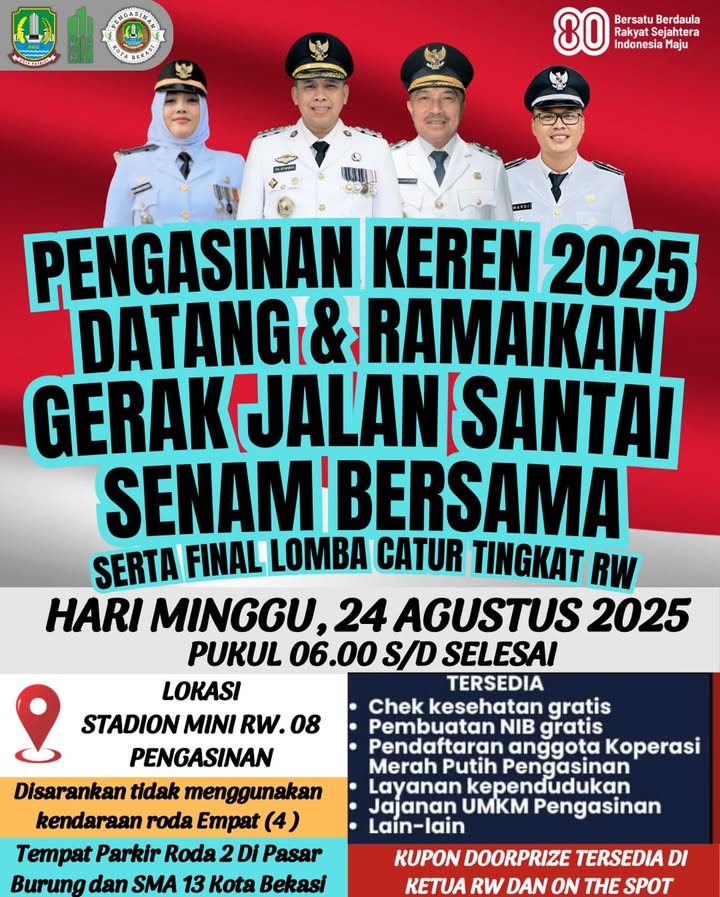 PENGASINAN
KOTA BEKASI
80
Bersatu Berdaula
Rakyat Sejahtera
Indonesia Maju
PENGASINAN KEREN 2025
DATANG & RAMAIKAN
GERAK JALAN SANTAI
SENAM BERSAMA
SERTA FINAL LOMBA CATUR TINGKAT RW
HARI MINGGU, 24 AGUSTUS 2025
PUKUL 06.00 S/D SELESAI
LOKASI
STADION MINI RW. 08
PENGASINAN
Disarankan tidak menggunakan
kendaraan roda Empat (4 )
Tempat Parkir Roda 2 Di Pasar
Burung dan SMA 13 Kota Bekasi
TERSEDIA
• Chek kesehatan gratis
• Pembuatan NIB gratis
• Pendaftaran anggota Koperasi
Merah Putih Pengasinan
• Layanan kependudukan
• Jajanan UMKM Pengasinan
• Lain-lain
KUPON DOORPRIZE TERSEDIA DI
KETUA RW DAN ON THE SPOT